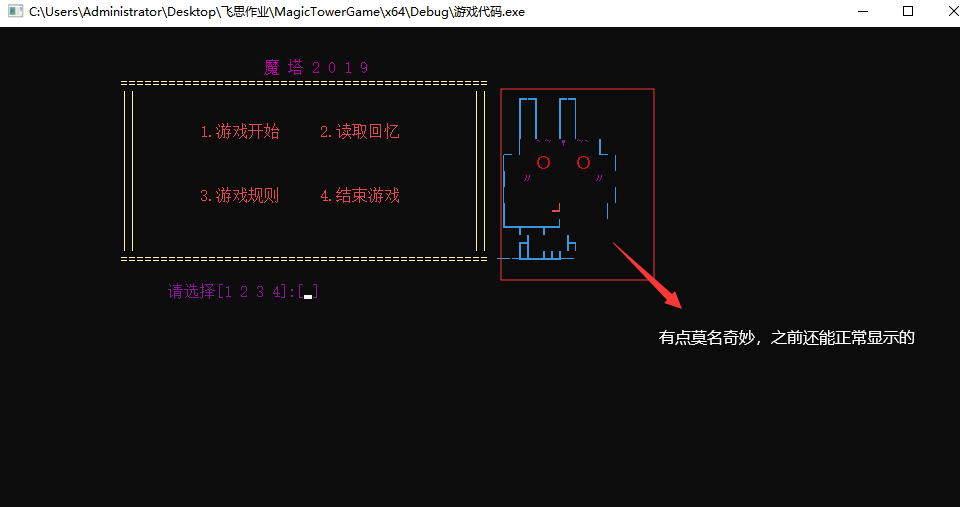 C:\Users\Administrator\Desktop\飞思作业\MagicTowerGame\x64\Debug\游戏代码.exe
魔 塔 2 0 1 9
1.游戏开始 2.读取回忆
3.游戏规则 4.结束游戏
请选择[1 2 3 4]:[ ]
有点莫名奇妙，之前还能正常显示的